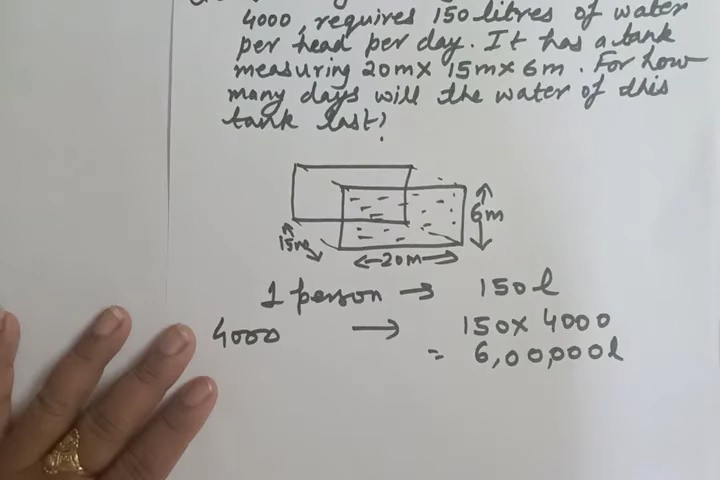 4000, requires 150 litres of water
per head per day. It has a tank
measuring 20m× 15m× 6m. For how
many days will the water of this
tank last?
6m
15m
20m
1 person → 150l
4000 → 150× 4000
= 6,00,000l